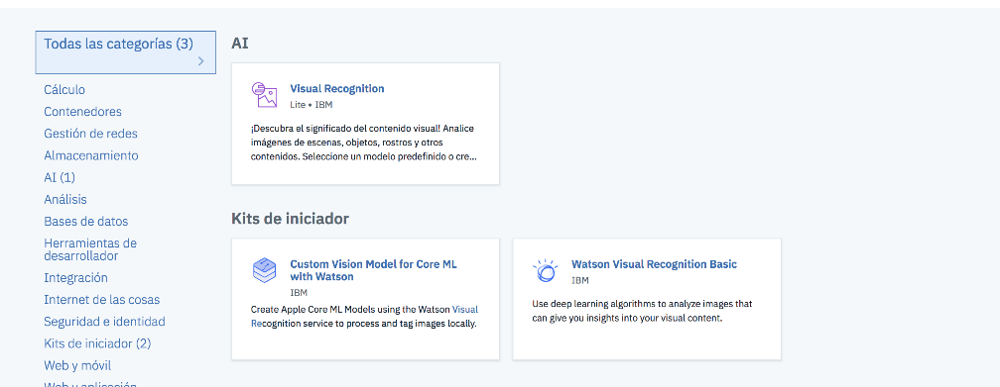 Todas las categorías (3)
Cálculo
Contenedores
Gestión de redes
Almacenamiento
AI (1)
Análisis
Bases de datos
Herramientas de
desarrollador
Integración
Internet de las cosas
Seguridad e identidad
Kits de iniciador (2)
Web y móvil
Web y aplicación
AI
Visual Recognition
Lite • IBM
¡Descubra el significado del contenido visual! Analice
imágenes de escenas, objetos, rostros y otros
contenidos. Seleccione un modelo predefinido o cre...
Kits de iniciador
Custom Vision Model for Core ML
with Watson
IBM
Create Apple Core ML Models using the Watson Visual
Recognition service to process and tag images locally.
Watson Visual Recognition Basic
IBM
Use deep learning algorithms to analyze images that
can give you insights into your visual content.